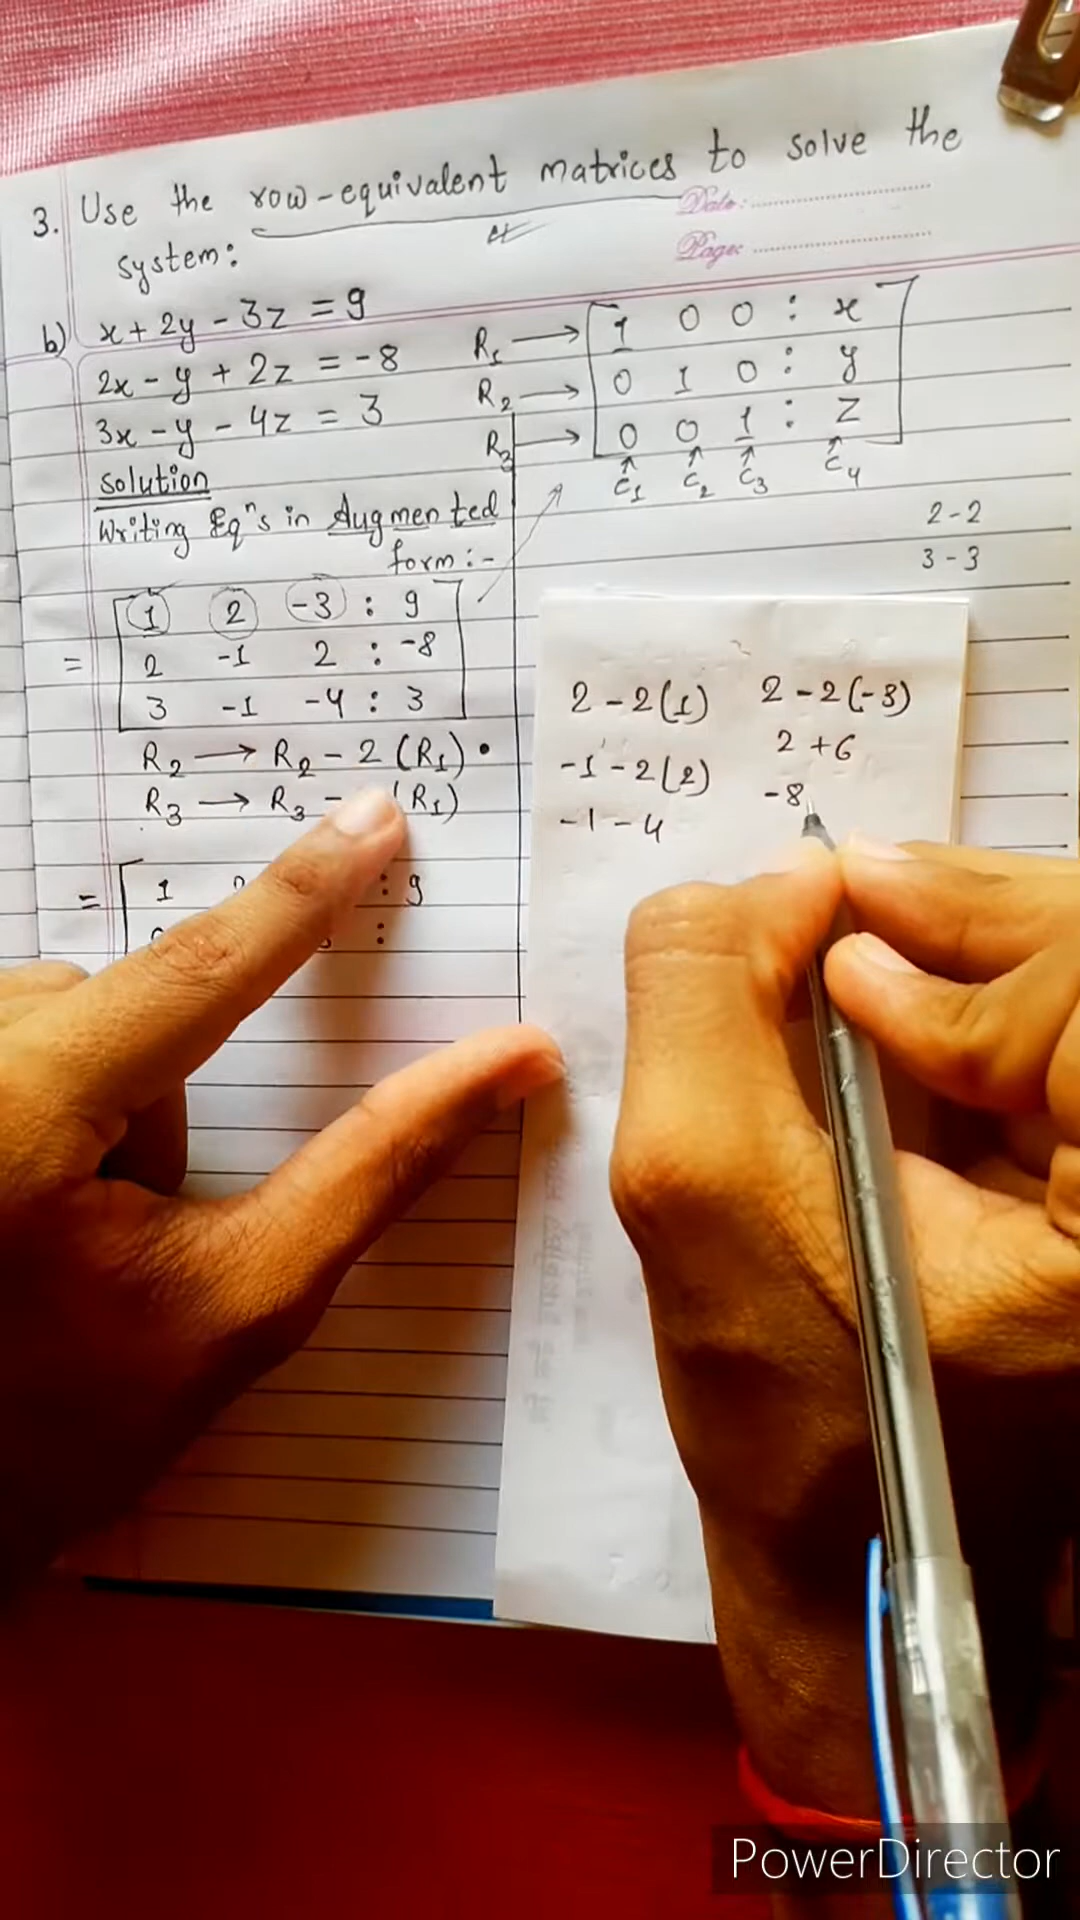 3. Use the row-equivalent matrices to solve the
Date:
system:
Page:
b) x + 2y - 3z = 9
2x - y + 2z = -8
3x - y - 4z = 3
R₁ → [ 1 0 0 : x ]
R₂ → [ 0 1 0 : y ]
R₃ → [ 0 0 1 : z ]
C₁ C₂ C₃ C₄
Solution
Writing Eqⁿs in Augmented
form :-
2 - 2
3 - 3
[ 1 2 -3 : 9 ]
= [ 2 -1 2 : -8 ]
[ 3 -1 -4 : 3 ]
R₂ → R₂ - 2 (R₁) •
R₃ → R₃ - (R₁)
= [ 1 : 9
:
2 - 2(1) 2 - 2(-3)
2 + 6
-1 - 2(2)
-8
-1 - 4
PowerDirector